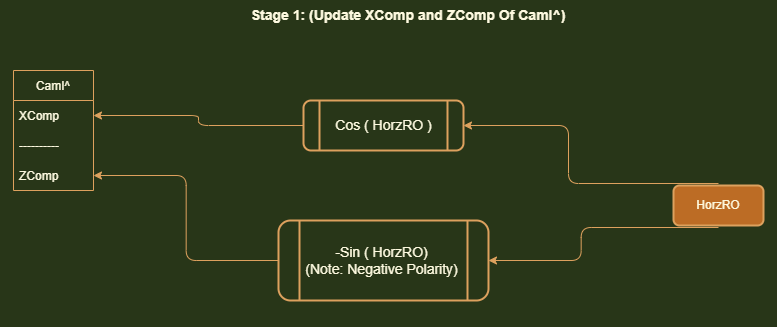 Stage 1: (Update XComp and ZComp Of CamI^)
CamI^
XComp
-----------
ZComp
Cos ( HorzRO )
HorzRO
-Sin ( HorzRO)
(Note: Negative Polarity)